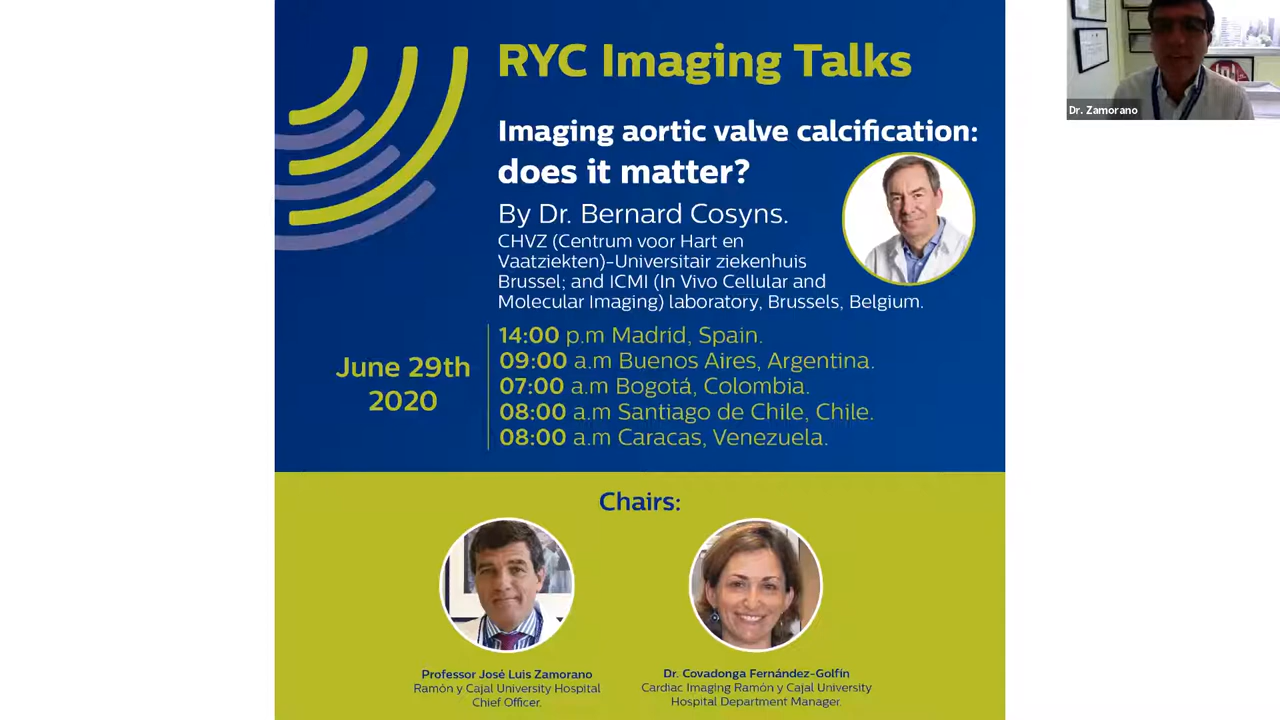 RYC Imaging Talks
Imaging aortic valve calcification:
does it matter?
By Dr. Bernard Cosyns.
CHVZ (Centrum voor Hart en
Vaatziekten)-Universitair ziekenhuis
Brussel; and ICMI (In Vivo Cellular and
Molecular Imaging) laboratory, Brussels, Belgium.
June 29th
2020
14:00 p.m Madrid, Spain.
09:00 a.m Buenos Aires, Argentina.
07:00 a.m Bogotá, Colombia.
08:00 a.m Santiago de Chile, Chile.
08:00 a.m Caracas, Venezuela.
Chairs:
Professor José Luis Zamorano
Ramón y Cajal University Hospital
Chief Officer.
Dr. Covadonga Fernández-Golfín
Cardiac Imaging Ramón y Cajal University
Hospital Department Manager.
Dr. Zamorano